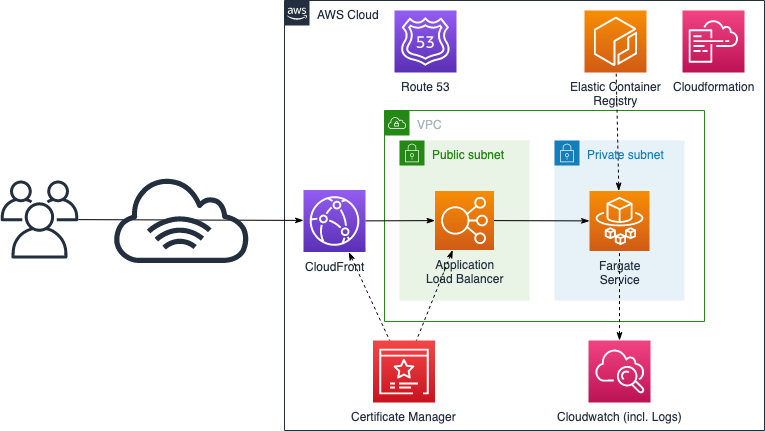 aws
AWS Cloud
53
Route 53
Elastic Container
Registry
Cloudformation
VPC
Public subnet
Private subnet
CloudFront
Application
Load Balancer
Fargate
Service
Certificate Manager
Cloudwatch (incl. Logs)